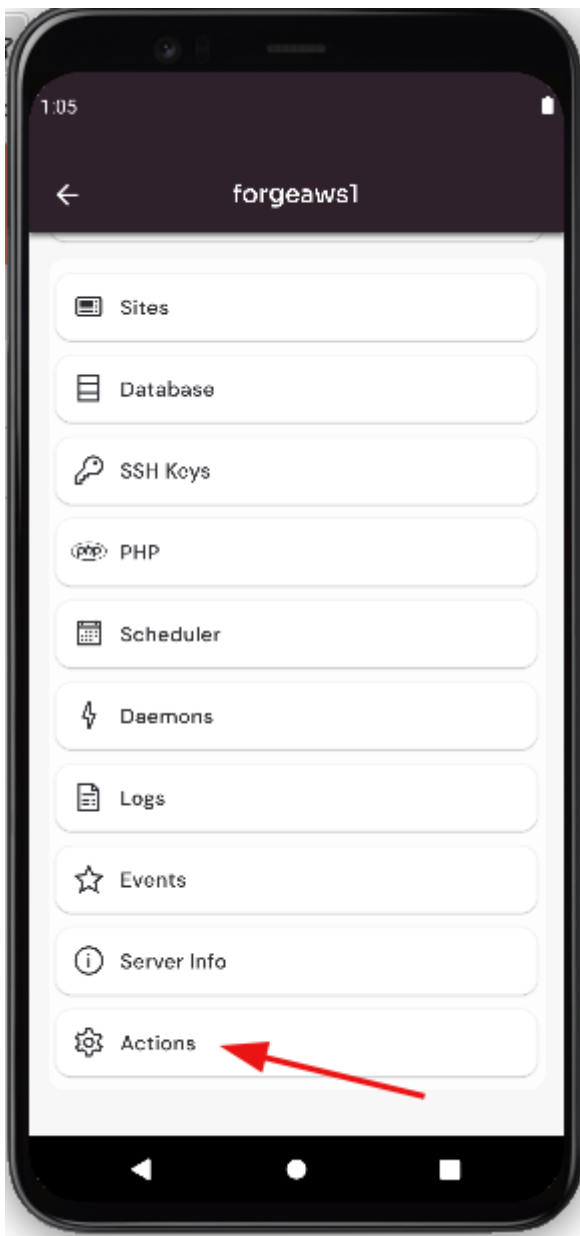 1:05
forgeaws1
Sites
Database
SSH Keys
php PHP
Scheduler
Daemons
Logs
Events
Server Info
Actions